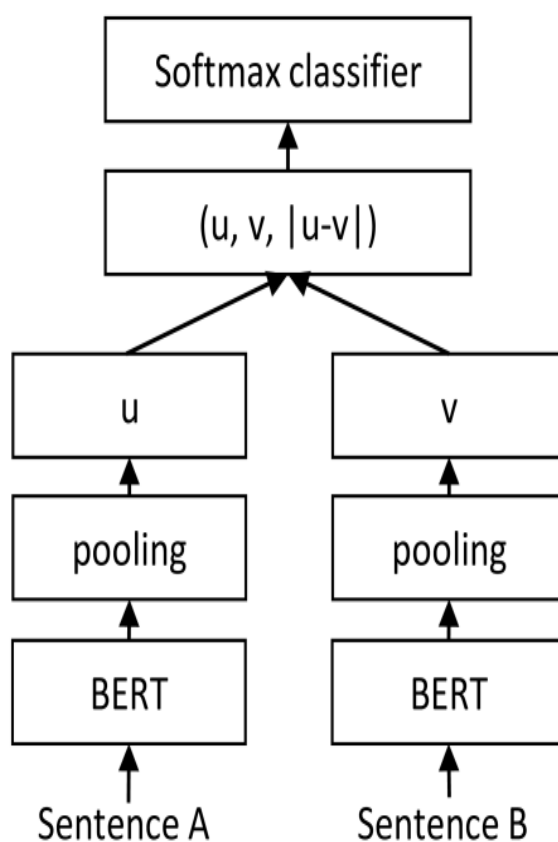 Softmax classifier
(u, v, |u-v|)
u
v
pooling
pooling
BERT
BERT
Sentence A
Sentence B